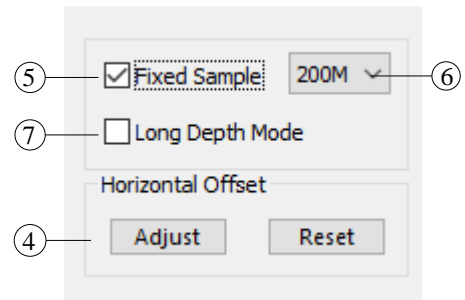 ⑤ Fixed Sample 200M ⑥
⑦ Long Depth Mode
Horizontal Offset
④ Adjust Reset